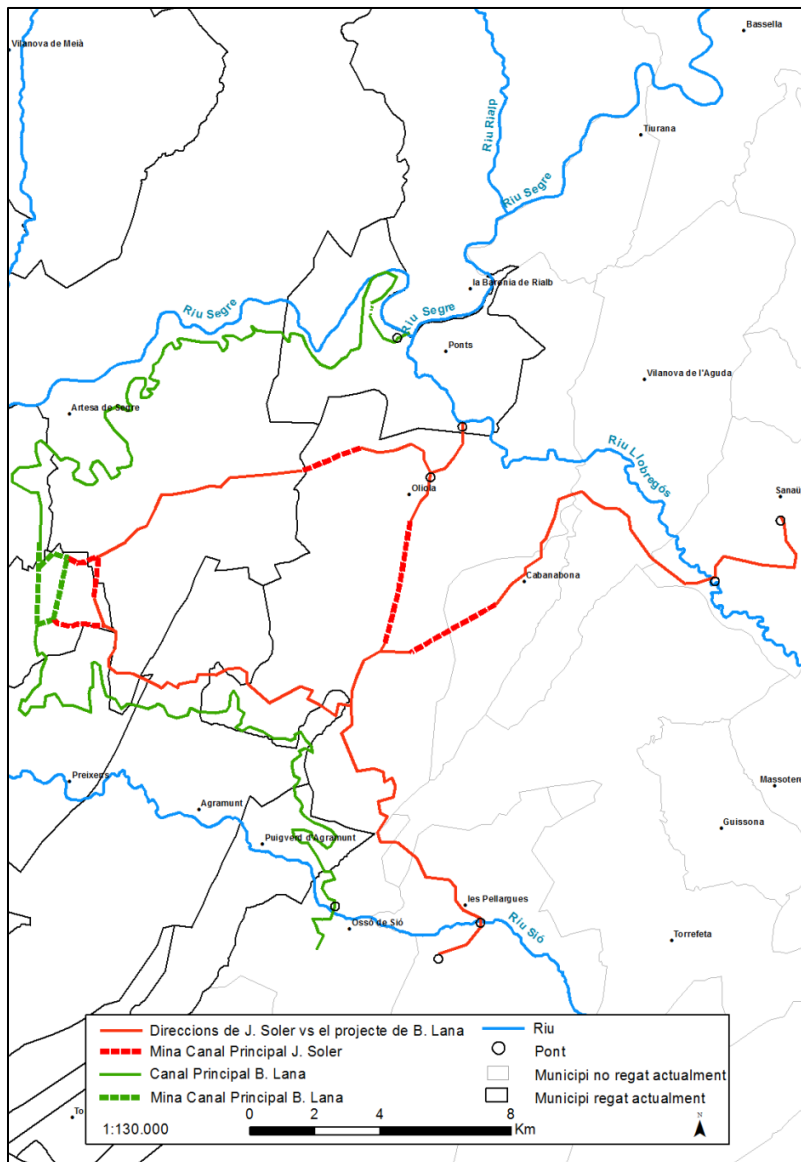 Bassella
Vilanova de Meià
Riu Rialp
Tiurana
Riu Segre
la Baronia de Rialb
Riu Segre
Riu Segre
Ponts
Vilanova de l'Aguda
Artesa de Segre
Riu Llobregós
Oliola
Sanaü
Cabanabona
Preixens
Massotere
Agramunt
Guissona
Puigverd d'Agramunt
les Pellargues
Ossó de Sió
Riu Sió
Torrefeta
To
Direccions de J. Soler vs el projecte de B. Lana
Mina Canal Principal J. Soler
Canal Principal B. Lana
Mina Canal Principal B. Lana
Riu
Pont
Municipi no regat actualment
Municipi regat actualment
1:130.000
0 2 4 8
Km
N